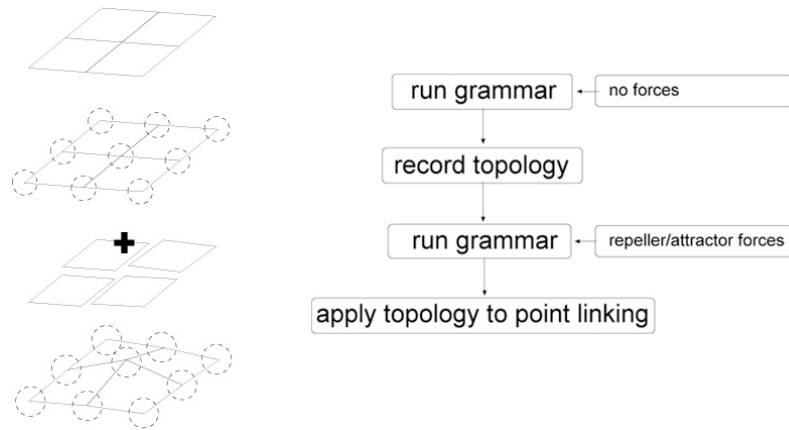 run grammar
no forces
record topology
run grammar
repeller/attractor forces
apply topology to point linking